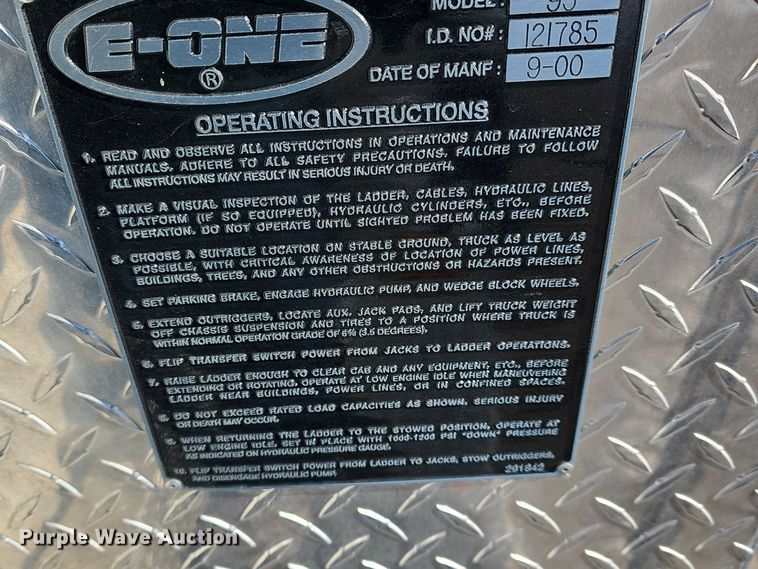 MODEL: 95
E-ONE
®
I.D. NO#: 121785
DATE OF MANF: 9-00
OPERATING INSTRUCTIONS
1. READ AND OBSERVE ALL INSTRUCTIONS IN OPERATIONS AND MAINTENANCE
MANUALS. ADHERE TO ALL SAFETY PRECAUTIONS. FAILURE TO FOLLOW
ALL INSTRUCTIONS MAY RESULT IN SERIOUS INJURY OR DEATH.
2. MAKE A VISUAL INSPECTION OF THE LADDER, CABLES, HYDRAULIC LINES,
PLATFORM (IF SO EQUIPPED), HYDRAULIC CYLINDERS, ETC., BEFORE
OPERATION. DO NOT OPERATE UNTIL SIGHTED PROBLEM HAS BEEN FIXED.
3. CHOOSE A SUITABLE LOCATION ON STABLE GROUND, TRUCK AS LEVEL AS
POSSIBLE, WITH CRITICAL AWARENESS OF LOCATION OF POWER LINES,
BUILDINGS, TREES, AND ANY OTHER OBSTRUCTIONS OR HAZARDS PRESENT.
4. SET PARKING BRAKE, ENGAGE HYDRAULIC PUMP, AND WEDGE BLOCK WHEELS.
5. EXTEND OUTRIGGERS, LOCATE AUX. JACK PADS, AND LIFT TRUCK WEIGHT
OFF CHASSIS SUSPENSION AND TIRES TO A POSITION WHERE TRUCK IS
WITHIN NORMAL OPERATION GRADE OF 6% (3.5 DEGREES).
6. FLIP TRANSFER SWITCH POWER FROM JACKS TO LADDER OPERATIONS.
7. RAISE LADDER ENOUGH TO CLEAR CAB AND ANY EQUIPMENT, ETC., BEFORE
EXTENDING OR ROTATING. OPERATE AT LOW ENGINE IDLE WHEN MANEUVERING
LADDER NEAR BUILDINGS, POWER LINES, OR IN CONFINED SPACES.
8. DO NOT EXCEED RATED LOAD CAPACITIES AS SHOWN. SERIOUS INJURY
OR DEATH MAY OCCUR.
9. WHEN RETURNING THE LADDER TO THE STOWED POSITION, OPERATE AT
LOW ENGINE IDLE. SET IN PLACE WITH 1000-1200 PSI "DOWN" PRESSURE
AS INDICATED ON HYDRAULIC PRESSURE GAUGE.
10. FLIP TRANSFER SWITCH POWER FROM LADDER TO JACKS, STOW OUTRIGGERS,
AND DISENGAGE HYDRAULIC PUMP.
291842
Purple Wave Auction